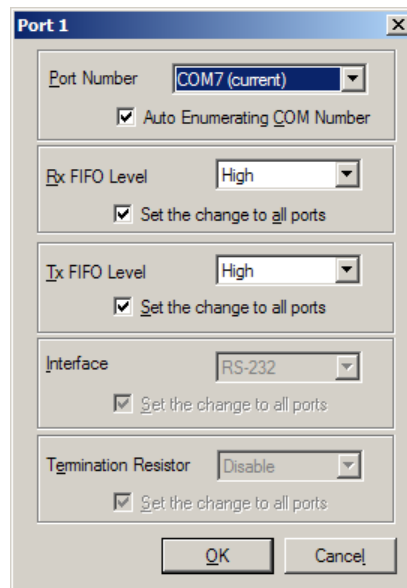 Port 1
Port Number COM7 (current)
Auto Enumerating COM Number
Rx FIFO Level High
Set the change to all ports
Tx FIFO Level High
Set the change to all ports
Interface RS-232
Set the change to all ports
Termination Resistor Disable
Set the change to all ports
OK Cancel